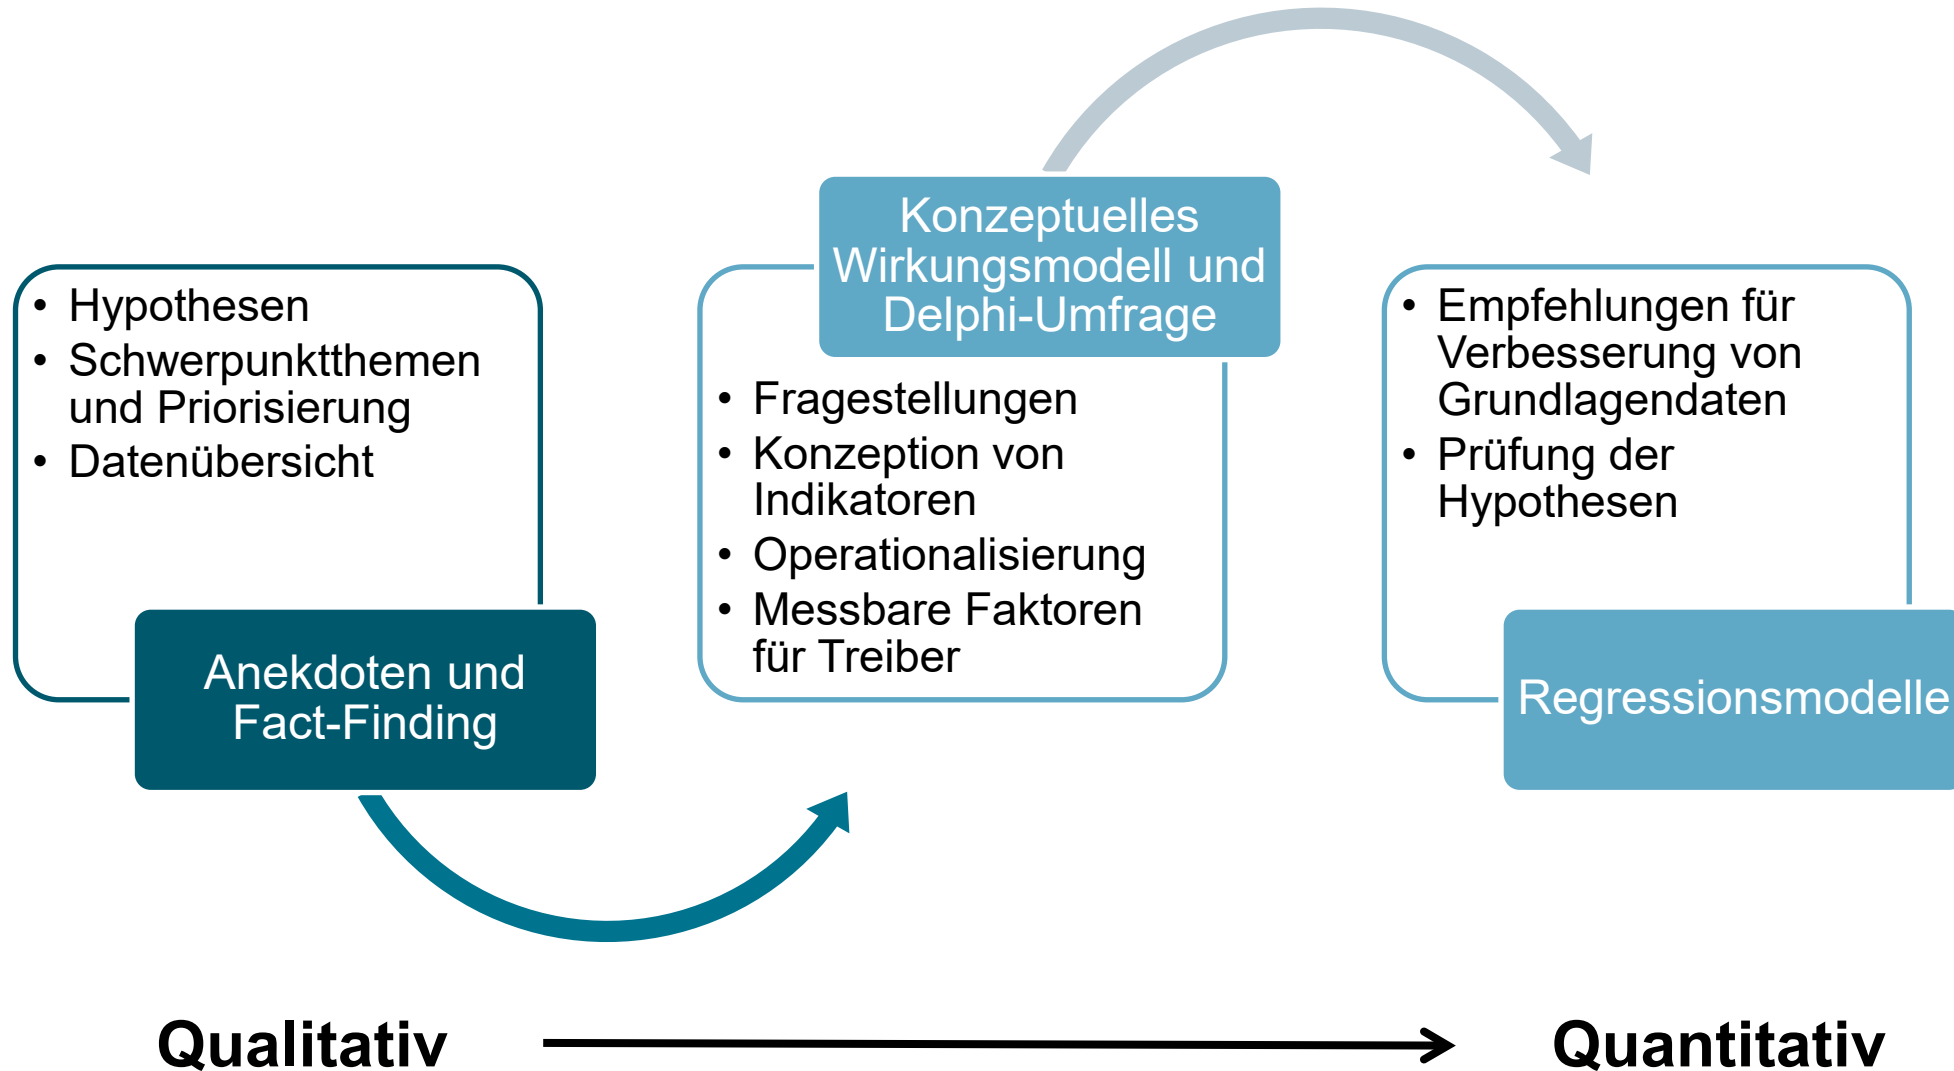 • Hypothesen
• Schwerpunktthemen
und Priorisierung
• Datenübersicht
Anekdoten und
Fact-Finding
Konzeptuelles
Wirkungsmodell und
Delphi-Umfrage
• Fragestellungen
• Konzeption von
Indikatoren
• Operationalisierung
• Messbare Faktoren
für Treiber
• Empfehlungen für
Verbesserung von
Grundlagendaten
• Prüfung der
Hypothesen
Regressionsmodelle
Qualitativ
Quantitativ